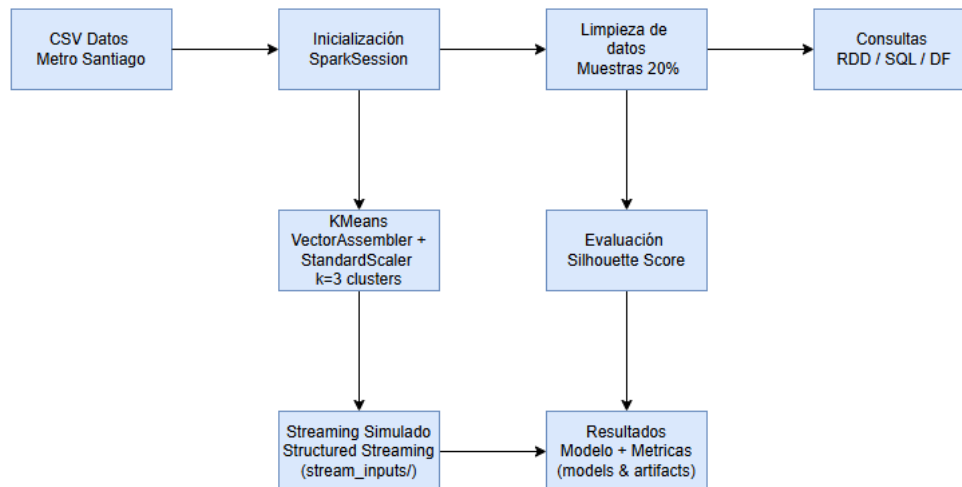 CSV Datos
Metro Santiago
Inicialización
SparkSession
Limpieza de
datos
Muestras 20%
Consultas
RDD / SQL / DF
KMeans
VectorAssembler +
StandardScaler
k=3 clusters
Evaluación
Silhouette Score
Streaming Simulado
Structured Streaming
(stream_inputs/)
Resultados
Modelo + Metricas
(models & artifacts)